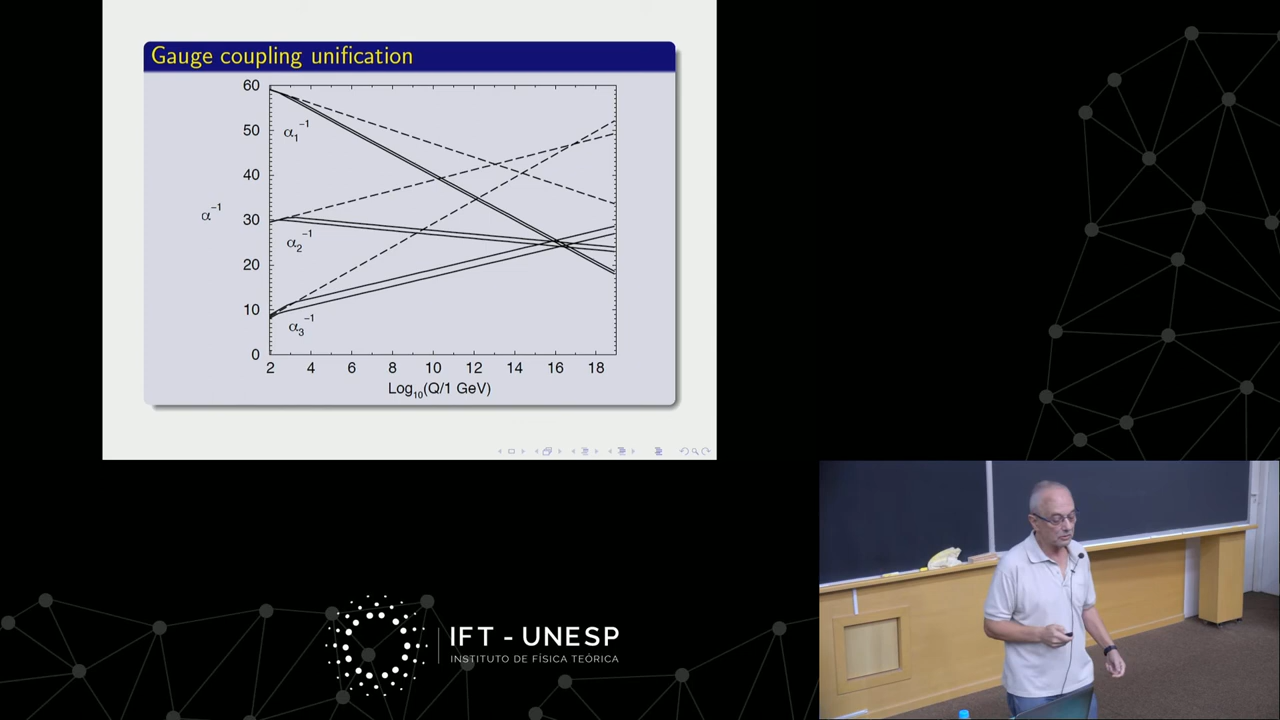 Gauge coupling unification
60
50
40
30
20
10
0
α⁻¹
α₁⁻¹
α₂⁻¹
α₃⁻¹
2 4 6 8 10 12 14 16 18
Log₁₀(Q/1 GeV)
IFT - UNESP
INSTITUTO DE FÍSICA TEÓRICA